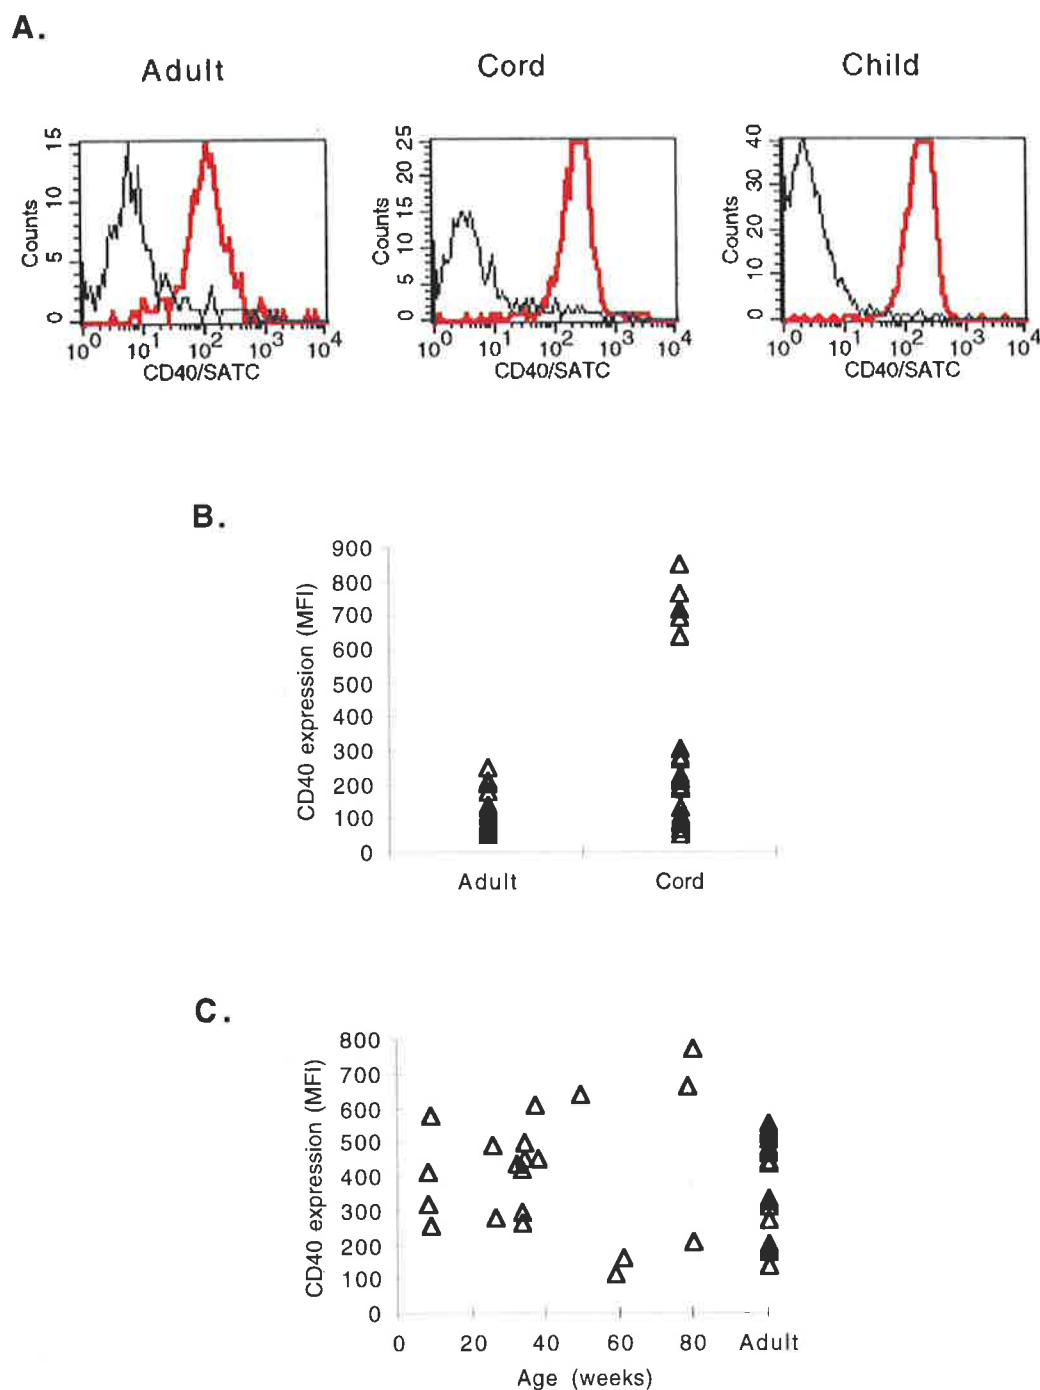 A.
Adult
Cord
Child
15
10
5
0
Counts
10^0 10^1 10^2 10^3 10^4
CD40/SATC
25
20
15
10
5
0
Counts
10^0 10^1 10^2 10^3 10^4
CD40/SATC
40
30
20
10
0
Counts
10^0 10^1 10^2 10^3 10^4
CD40/SATC
B.
900
800
700
600
500
400
300
200
100
0
CD40 expression (MFI)
Adult
Cord
C.
800
700
600
500
400
300
200
100
0
CD40 expression (MFI)
0 20 40 60 80 Adult
Age (weeks)